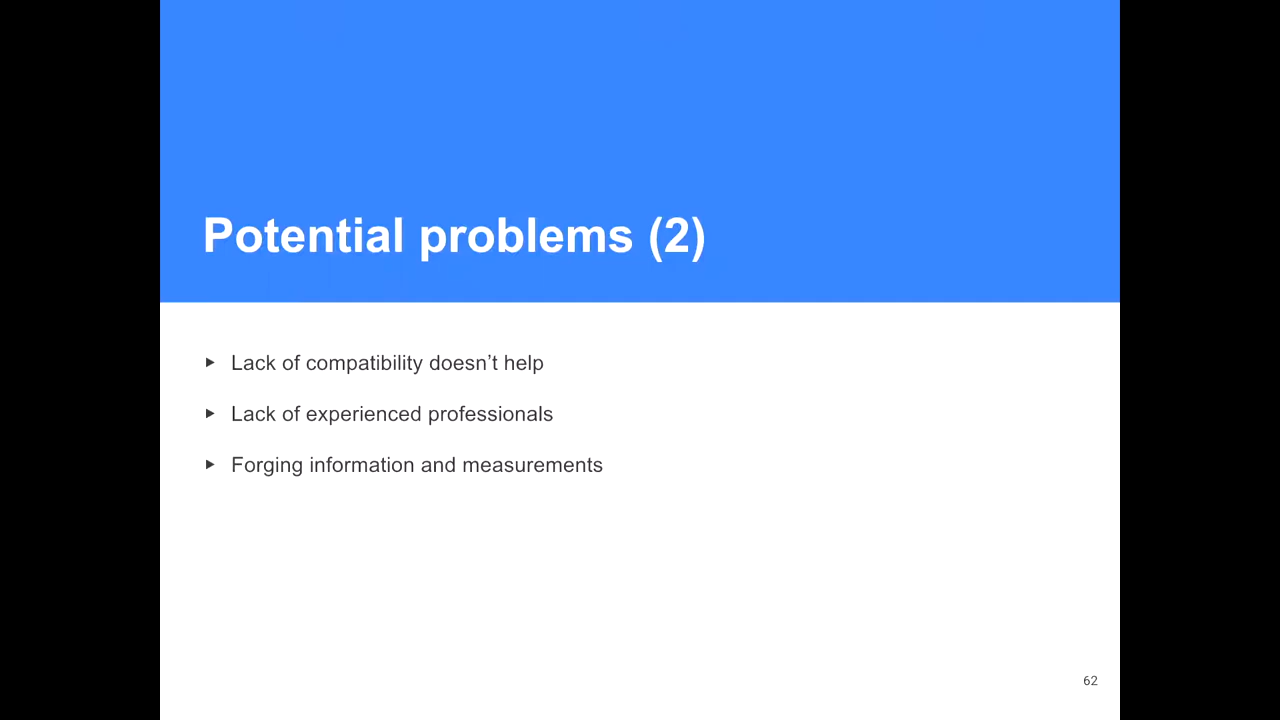 Potential problems (2)
▸ Lack of compatibility doesn’t help
▸ Lack of experienced professionals
▸ Forging information and measurements
62